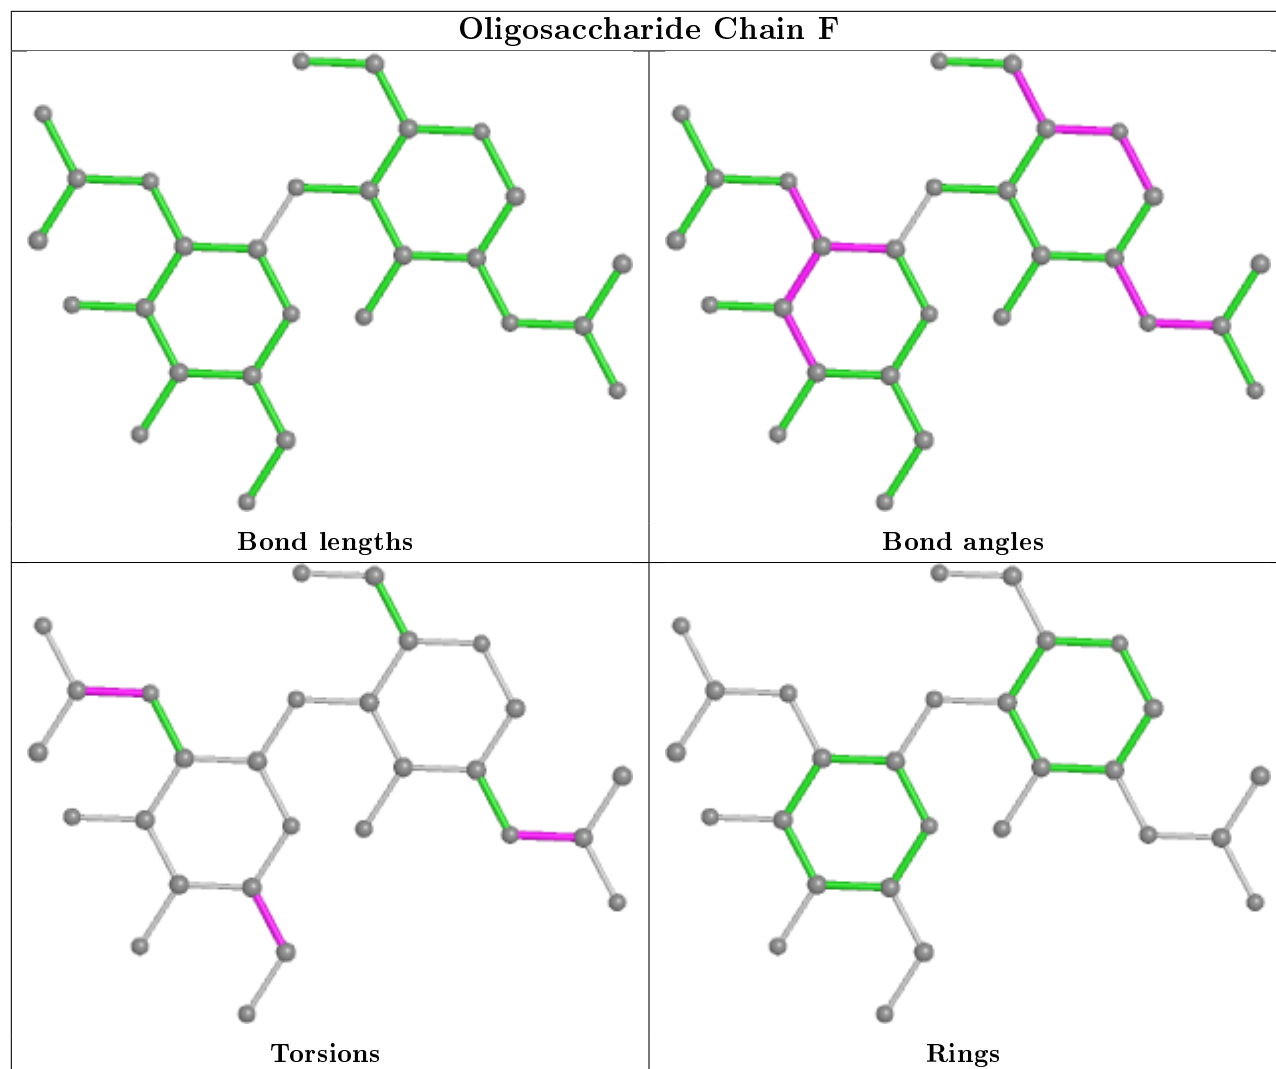 Oligosaccharide Chain F
Bond lengths
Bond angles
Torsions
Rings